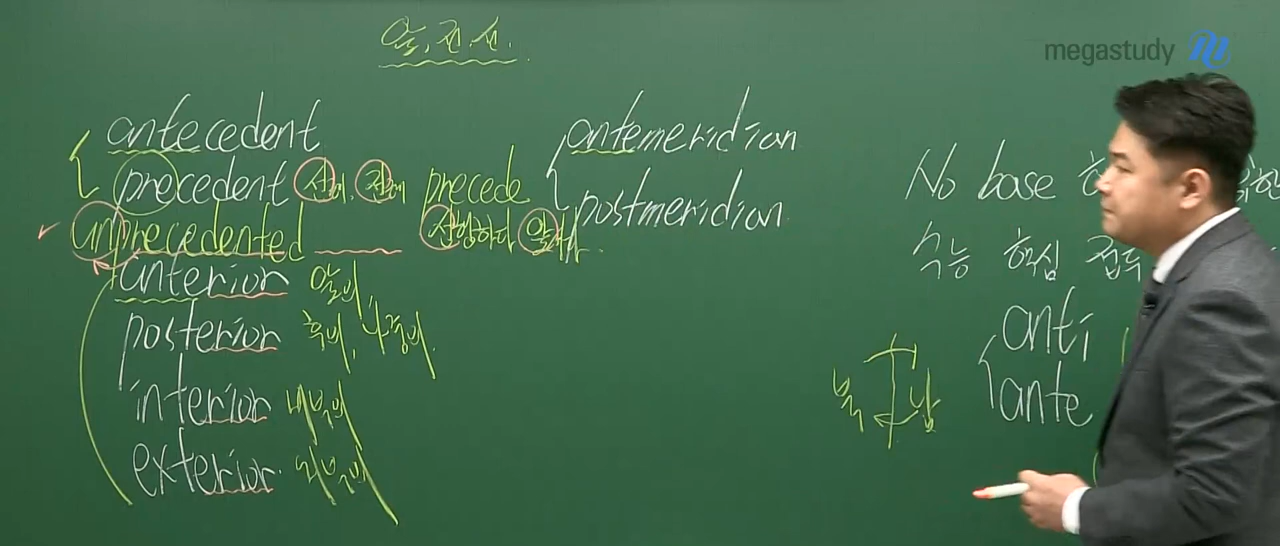 앞, 전, 선.
megastudy
antecedent
precedent 선례, 전례 precede
선행하다 앞
unprecedented
anterior 앞의,
posterior 후의, 나중의.
interior 내부의
exterior 외부의
antemeridian
postmeridian
No base
수능 핵심 접두
anti
ante
북
남